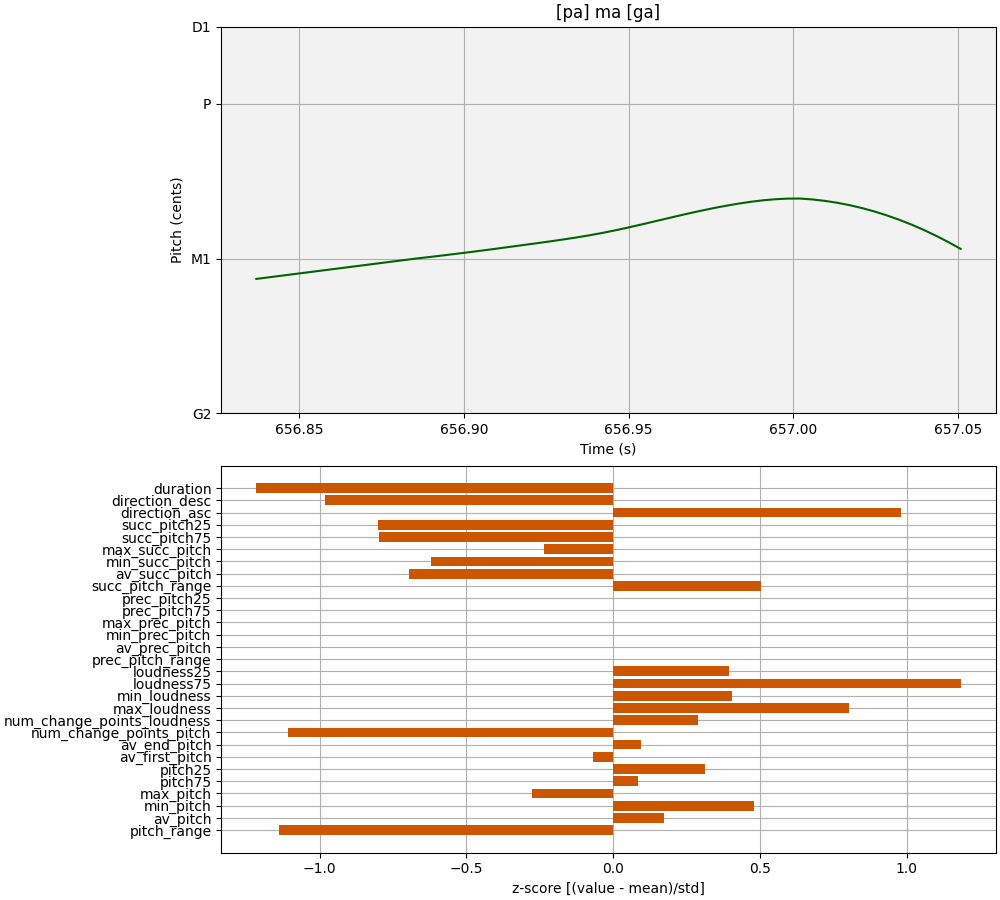 [pa] ma [ga]
D1
P
M1
G2
Pitch (cents)
656.85 656.90 656.95 657.00 657.05
Time (s)
duration
direction_desc
direction_asc
succ_pitch25
succ_pitch75
max_succ_pitch
min_succ_pitch
av_succ_pitch
succ_pitch_range
prec_pitch25
prec_pitch75
max_prec_pitch
min_prec_pitch
av_prec_pitch
prec_pitch_range
loudness25
loudness75
min_loudness
max_loudness
num_change_points_loudness
num_change_points_pitch
av_end_pitch
av_first_pitch
pitch25
pitch75
max_pitch
min_pitch
av_pitch
pitch_range
−1.0 −0.5 0.0 0.5 1.0
z-score [(value - mean)/std]